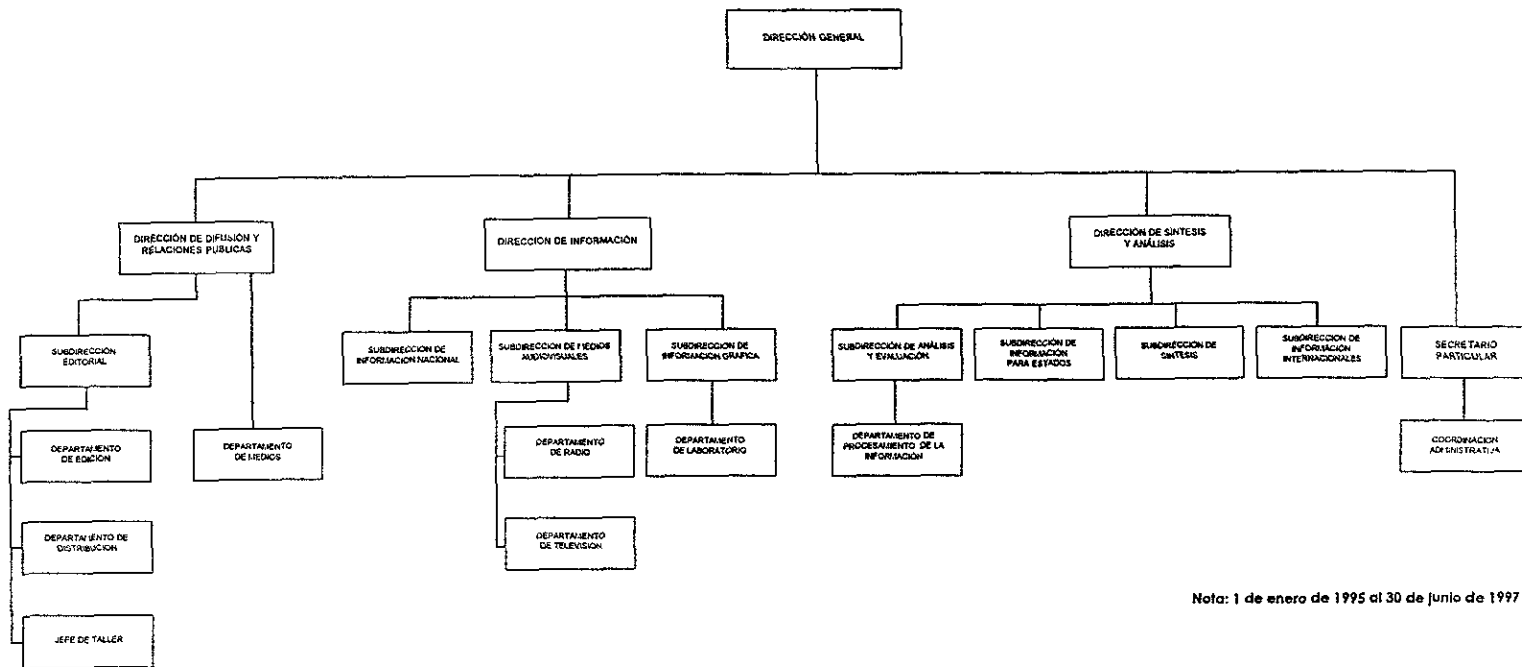 DIRECCIÓN GENERAL
DIRECCIÓN DE DIFUSIÓN Y
RELACIONES PUBLICAS
DIRECCION DE INFORMACIÓN
DIRECCIÓN DE SINTESIS
Y ANÁLISIS
SUBDIRECCIÓN
EDITORIAL
SUBDIRECCION DE
INFORMACION NACIONAL
SUBDIRECCION DE MEDIOS
AUDIOVISUALES
SUBDIRECCION DE
INFORMACION GRAFICA
SUBDIRECCIÓN DE ANÁLISIS
Y EVALUACIÓN
SUBDIRECCIÓN DE
INFORMACIÓN
PARA ESTADOS
SUBDIRECCIÓN DE
SINTESIS
SUBDIRECCIÓN DE
INFORMACIÓN
INTERNACIONALES
SECRETARIO
PARTICULAR
DEPARTAMENTO
DE EDICION
DEPARTAMENTO
DE MEDIOS
DEPARTAMENTO
DE RADIO
DEPARTAMENTO
DE LABORATORIO
DEPARTAMENTO DE
PROCESAMIENTO DE LA
INFORMACIÓN
COORDINACION
ADMINISTRATIVA
DEPARTAMENTO DE
DISTRIBUCION
DEPARTAMENTO
DE TELEVISION
JEFE DE TALLER
Nota: 1 de enero de 1995 al 30 de junio de 1997